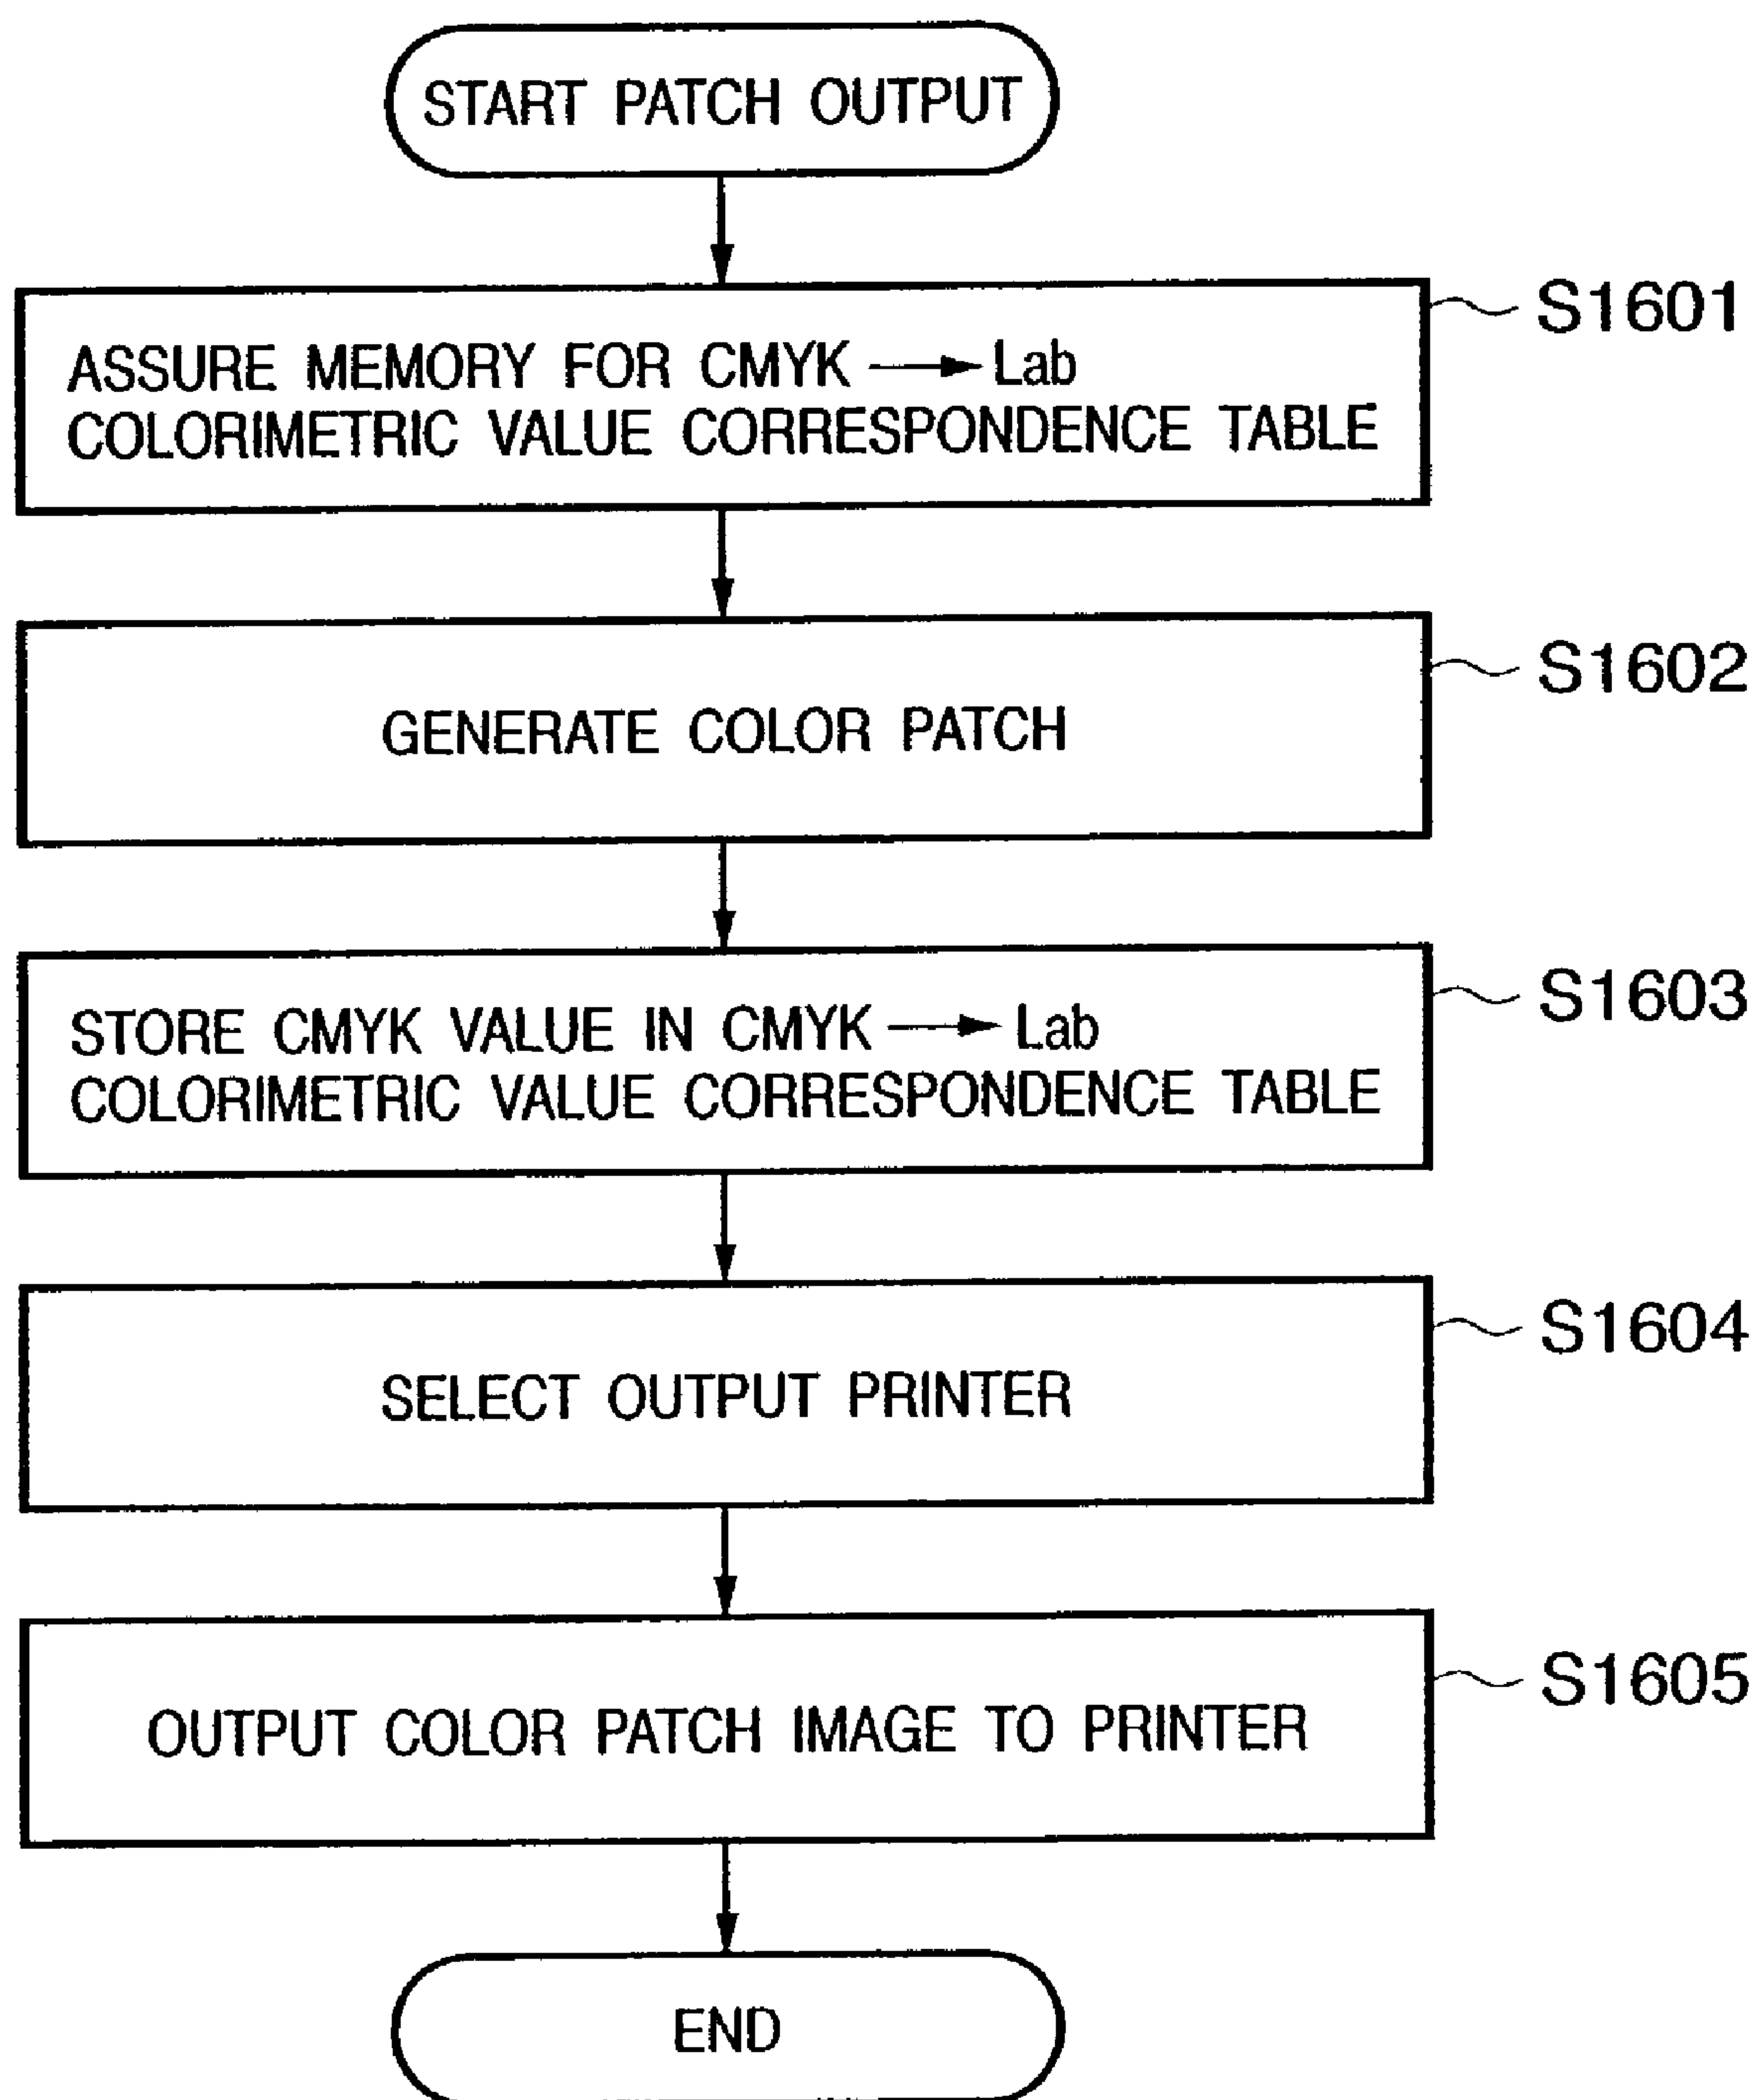 START PATCH OUTPUT
S1601
ASSURE MEMORY FOR CMYK → Lab
COLORIMETRIC VALUE CORRESPONDENCE TABLE
S1602
GENERATE COLOR PATCH
S1603
STORE CMYK VALUE IN CMYK → Lab
COLORIMETRIC VALUE CORRESPONDENCE TABLE
S1604
SELECT OUTPUT PRINTER
S1605
OUTPUT COLOR PATCH IMAGE TO PRINTER
END